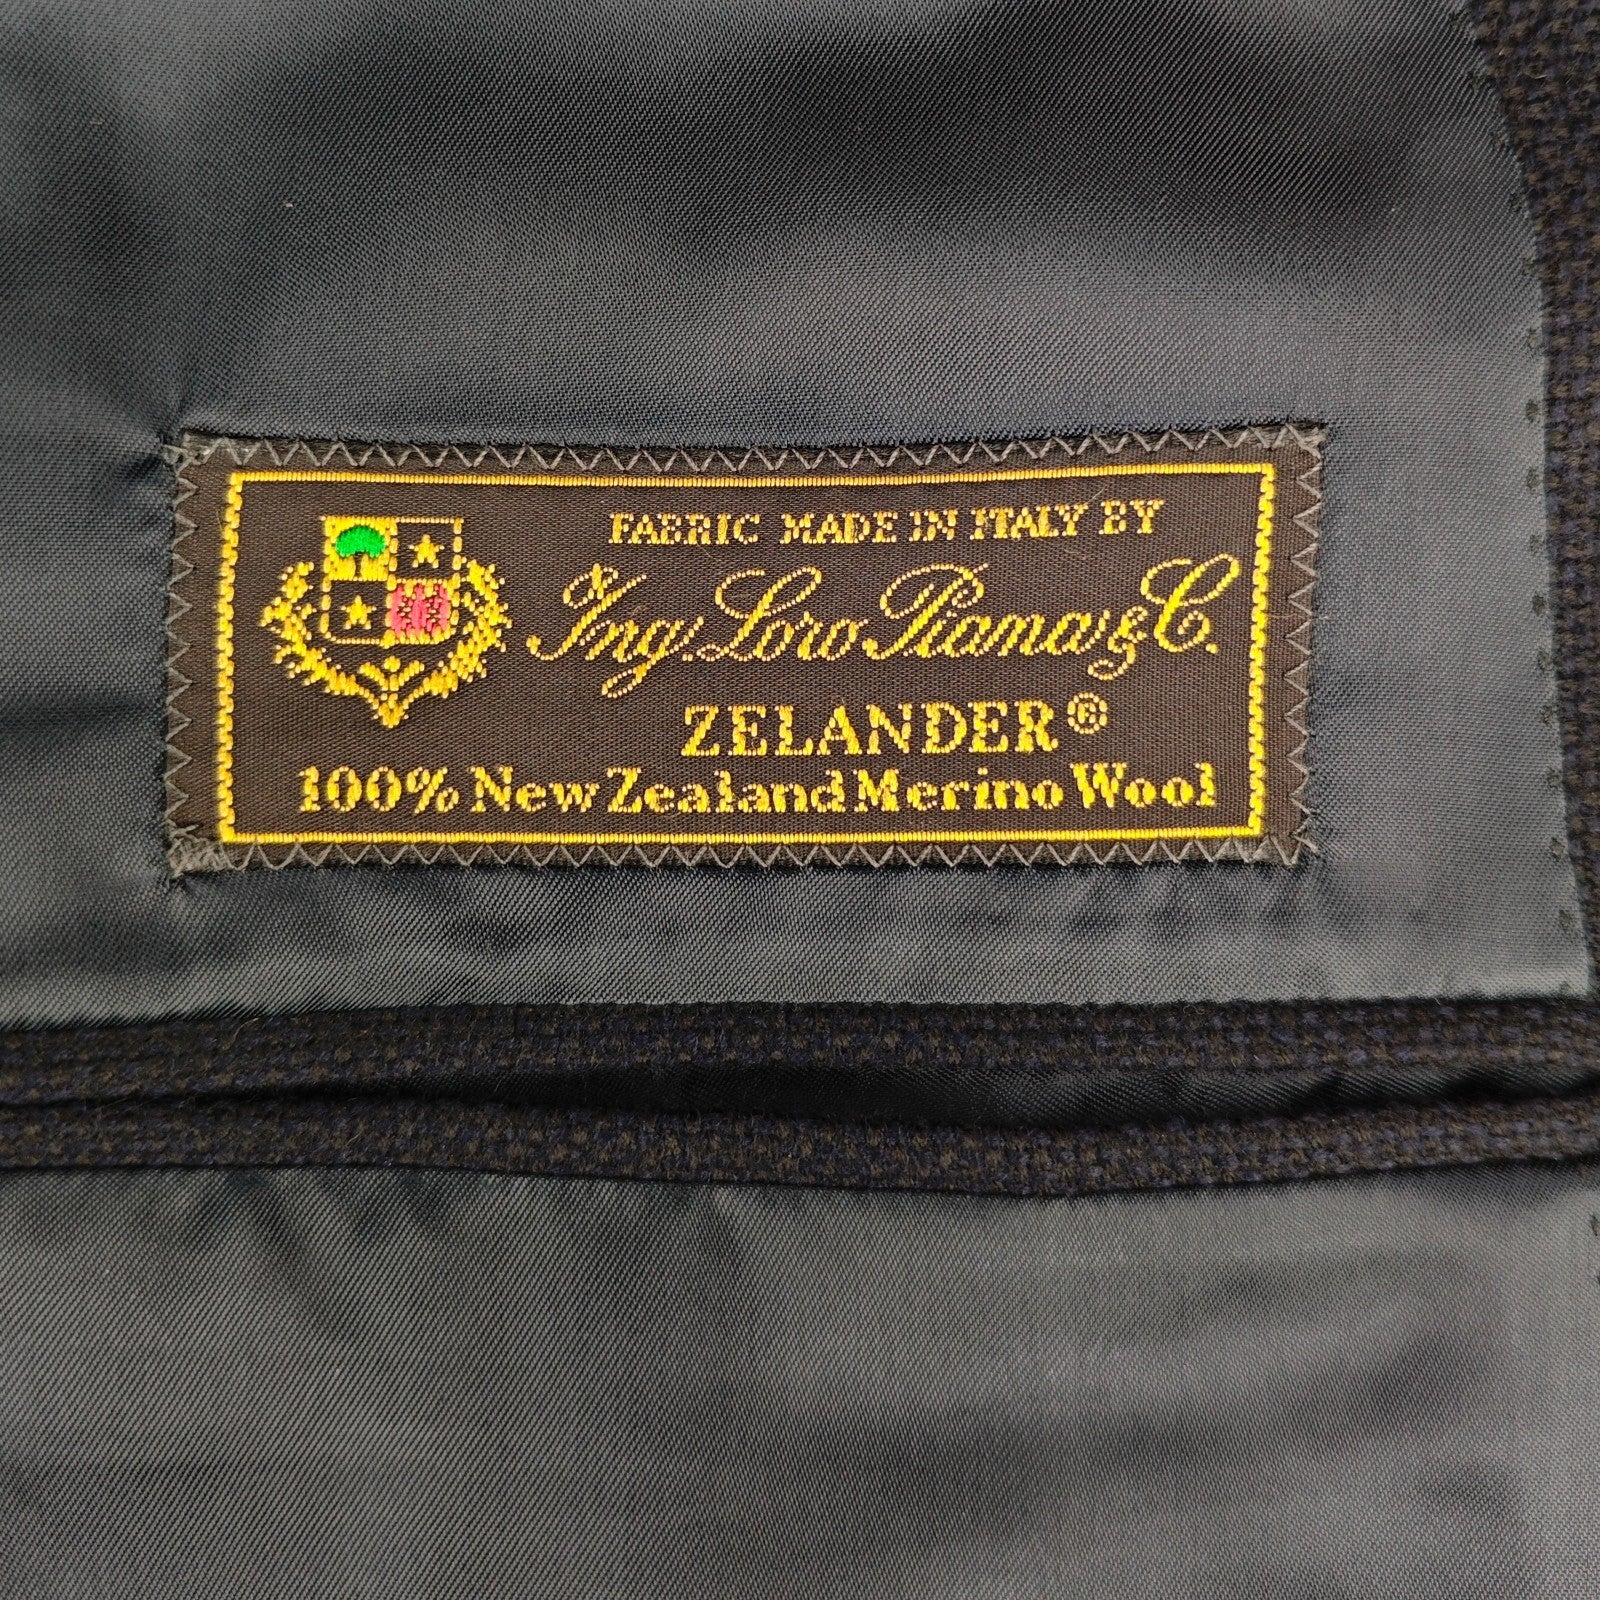 FABRIC MADE IN ITALY BY
Ing. Loro Piana & C.
ZELANDER®
100% New Zealand Merino Wool